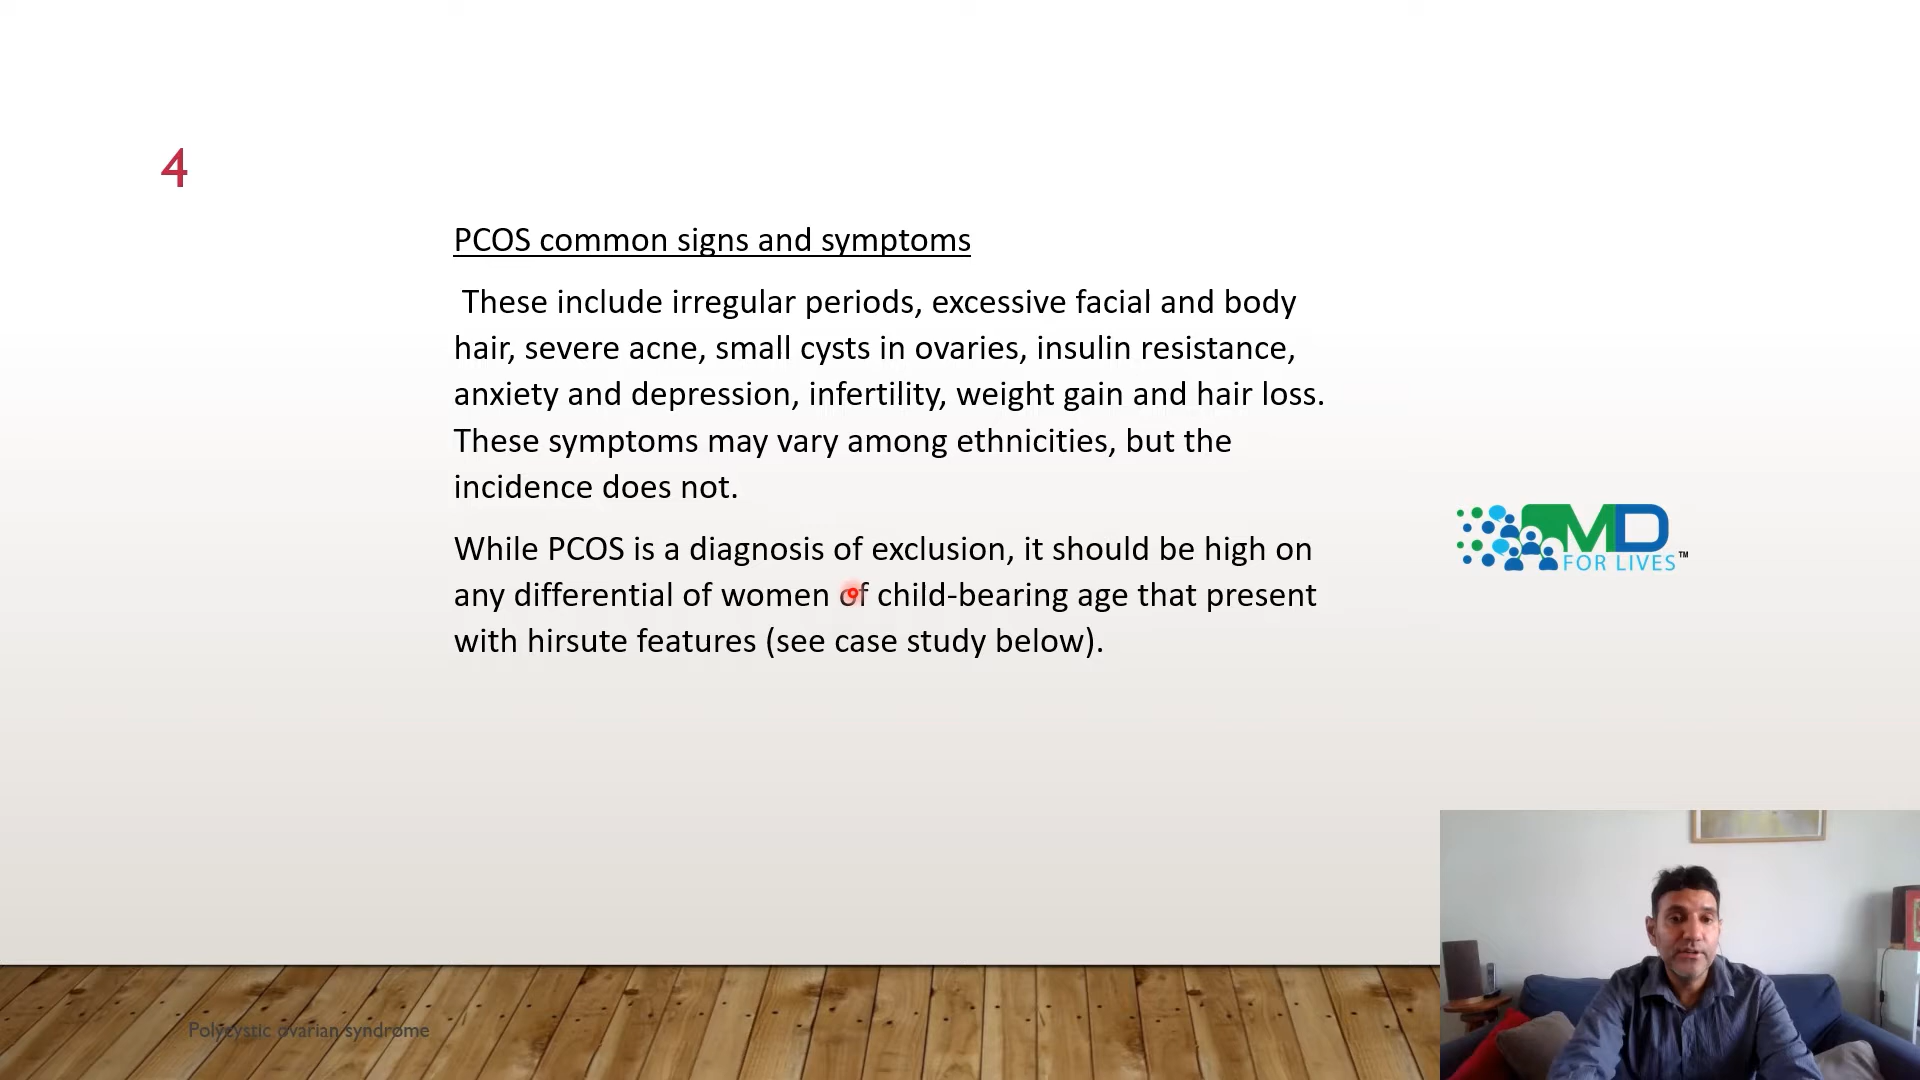 4
PCOS common signs and symptoms
These include irregular periods, excessive facial and body
hair, severe acne, small cysts in ovaries, insulin resistance,
anxiety and depression, infertility, weight gain and hair loss.
These symptoms may vary among ethnicities, but the
incidence does not.
While PCOS is a diagnosis of exclusion, it should be high on
any differential of women of child-bearing age that present
with hirsute features (see case study below).
MD
FOR LIVES™
Polycystic ovarian syndrome